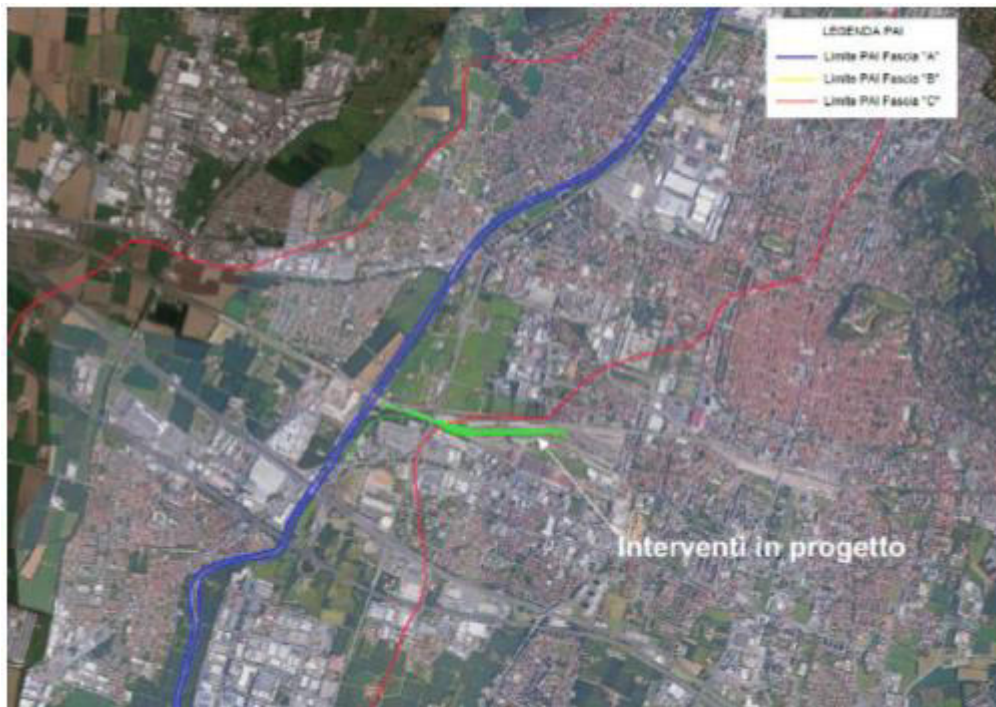 LEGENDA PAI
Limite PAI Fascia "A"
Limite PAI Fascia "B"
Limite PAI Fascia "C"
Interventi in progetto